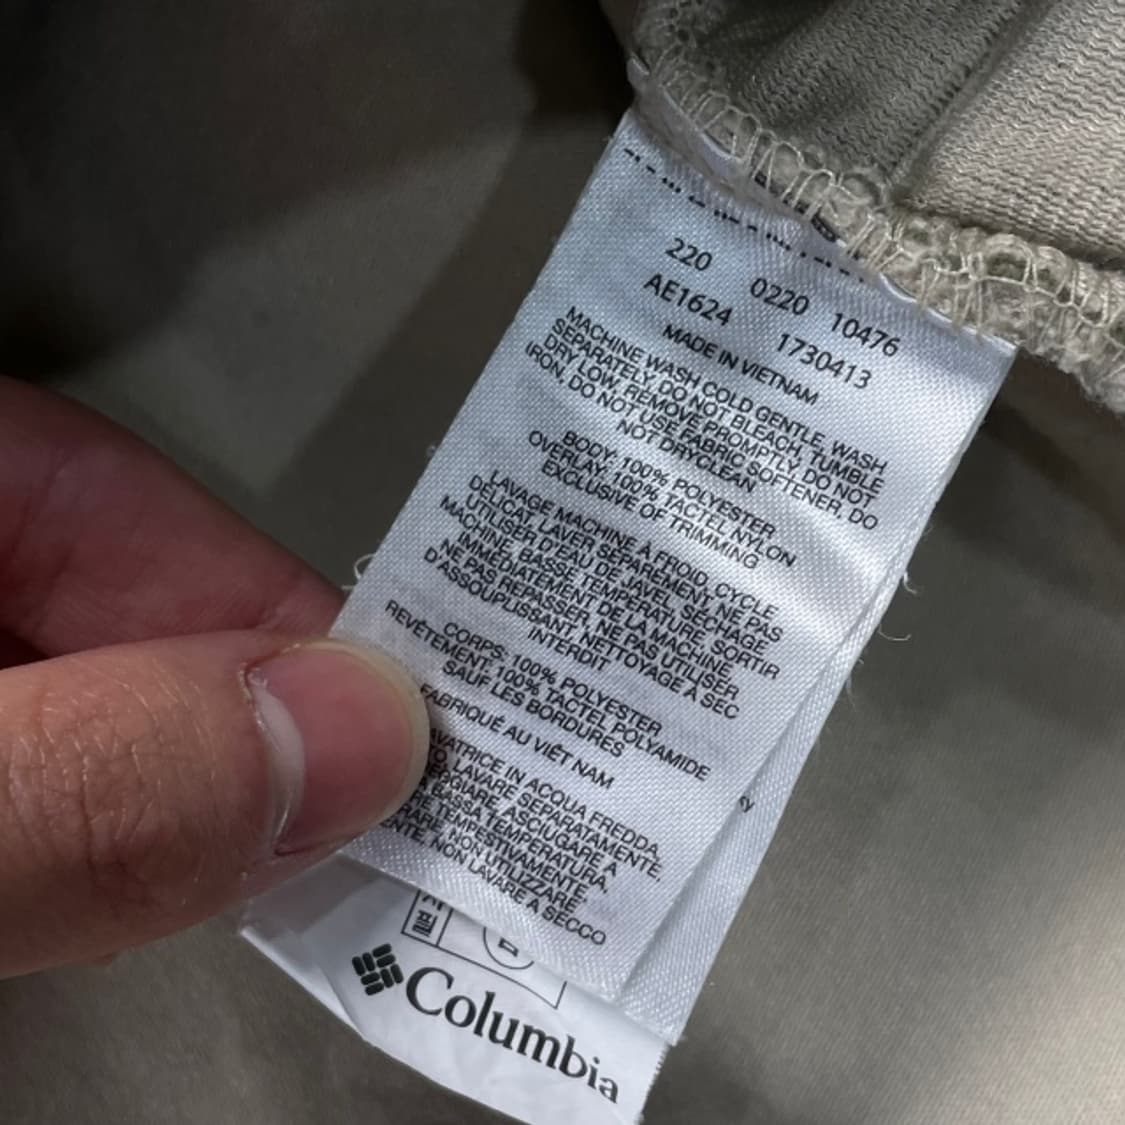 220 0220 10476
AE1624 1730413
MADE IN VIETNAM
MACHINE WASH COLD GENTLE, WASH
SEPARATELY, DO NOT BLEACH, TUMBLE
DRY LOW, REMOVE PROMPTLY, DO NOT
IRON, DO NOT USE FABRIC SOFTENER, DO
NOT DRYCLEAN
BODY: 100% POLYESTER
OVERLAY: 100% TACTEL NYLON
EXCLUSIVE OF TRIMMING
LAVAGE MACHINE A FROID, CYCLE
DÉLICAT, LAVER SÉPARÉMENT, NE PAS
UTILISER D'EAU DE JAVEL, SÉCHAGE
MACHINE, BASSE TEMPÉRATURE, SORTIR
IMMÉDIATEMENT DE LA MACHINE,
NE PAS REPASSER, NE PAS UTILISER
D'ASSOUPLISSANT, NETTOYAGE À SEC
INTERDIT
CORPS: 100% POLYESTER
REVÊTEMENT: 100% TACTEL POLYAMIDE
SAUF LES BORDURES
FABRIQUÉ AU VIÊT NAM
IN ACQUA FREDDA,
LAVARE SEPARATAMENTE,
ASCIUGARE A
BASSA TEMPERATURA,
TEMPESTIVAMENTE,
NON UTILIZZARE
NON LAVARE A SECCO
Columbia